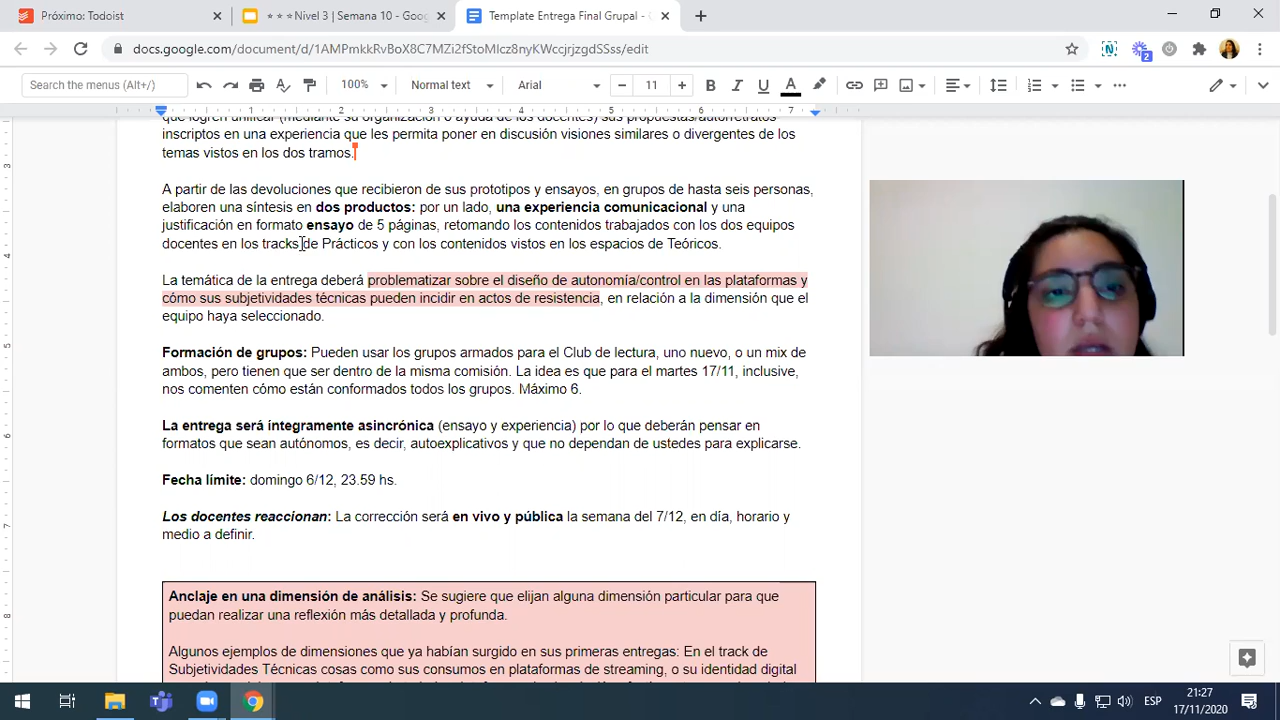 Próximo: Todoist
⭑ ⭑ ⭑Nivel 3 | Semana 10 - Goog
Template Entrega Final Grupal - G
docs.google.com/document/d/1AMPmkkRvBoX8C7MZi2fStoMIcz8nyKWccjrjzgdSSss/edit
Search the menus (Alt+/)
100%
Normal text
Arial
11
que logren unificar (mediante su organización o ayuda de los docentes) sus propuestas/autorretratos
inscriptos en una experiencia que les permita poner en discusión visiones similares o divergentes de los
temas vistos en los dos tramos.
A partir de las devoluciones que recibieron de sus prototipos y ensayos, en grupos de hasta seis personas,
elaboren una síntesis en dos productos: por un lado, una experiencia comunicacional y una
justificación en formato ensayo de 5 páginas, retomando los contenidos trabajados con los dos equipos
docentes en los tracks de Prácticos y con los contenidos vistos en los espacios de Teóricos.
La temática de la entrega deberá problematizar sobre el diseño de autonomía/control en las plataformas y
cómo sus subjetividades técnicas pueden incidir en actos de resistencia, en relación a la dimensión que el
equipo haya seleccionado.
Formación de grupos: Pueden usar los grupos armados para el Club de lectura, uno nuevo, o un mix de
ambos, pero tienen que ser dentro de la misma comisión. La idea es que para el martes 17/11, inclusive,
nos comenten cómo están conformados todos los grupos. Máximo 6.
La entrega será íntegramente asincrónica (ensayo y experiencia) por lo que deberán pensar en
formatos que sean autónomos, es decir, autoexplicativos y que no dependan de ustedes para explicarse.
Fecha límite: domingo 6/12, 23.59 hs.
Los docentes reaccionan: La corrección será en vivo y pública la semana del 7/12, en día, horario y
medio a definir.
Anclaje en una dimensión de análisis: Se sugiere que elijan alguna dimensión particular para que
puedan realizar una reflexión más detallada y profunda.
Algunos ejemplos de dimensiones que ya habían surgido en sus primeras entregas: En el track de
Subjetividades Técnicas cosas como sus consumos en plataformas de streaming, o su identidad digital
ESP
21:27
17/11/2020